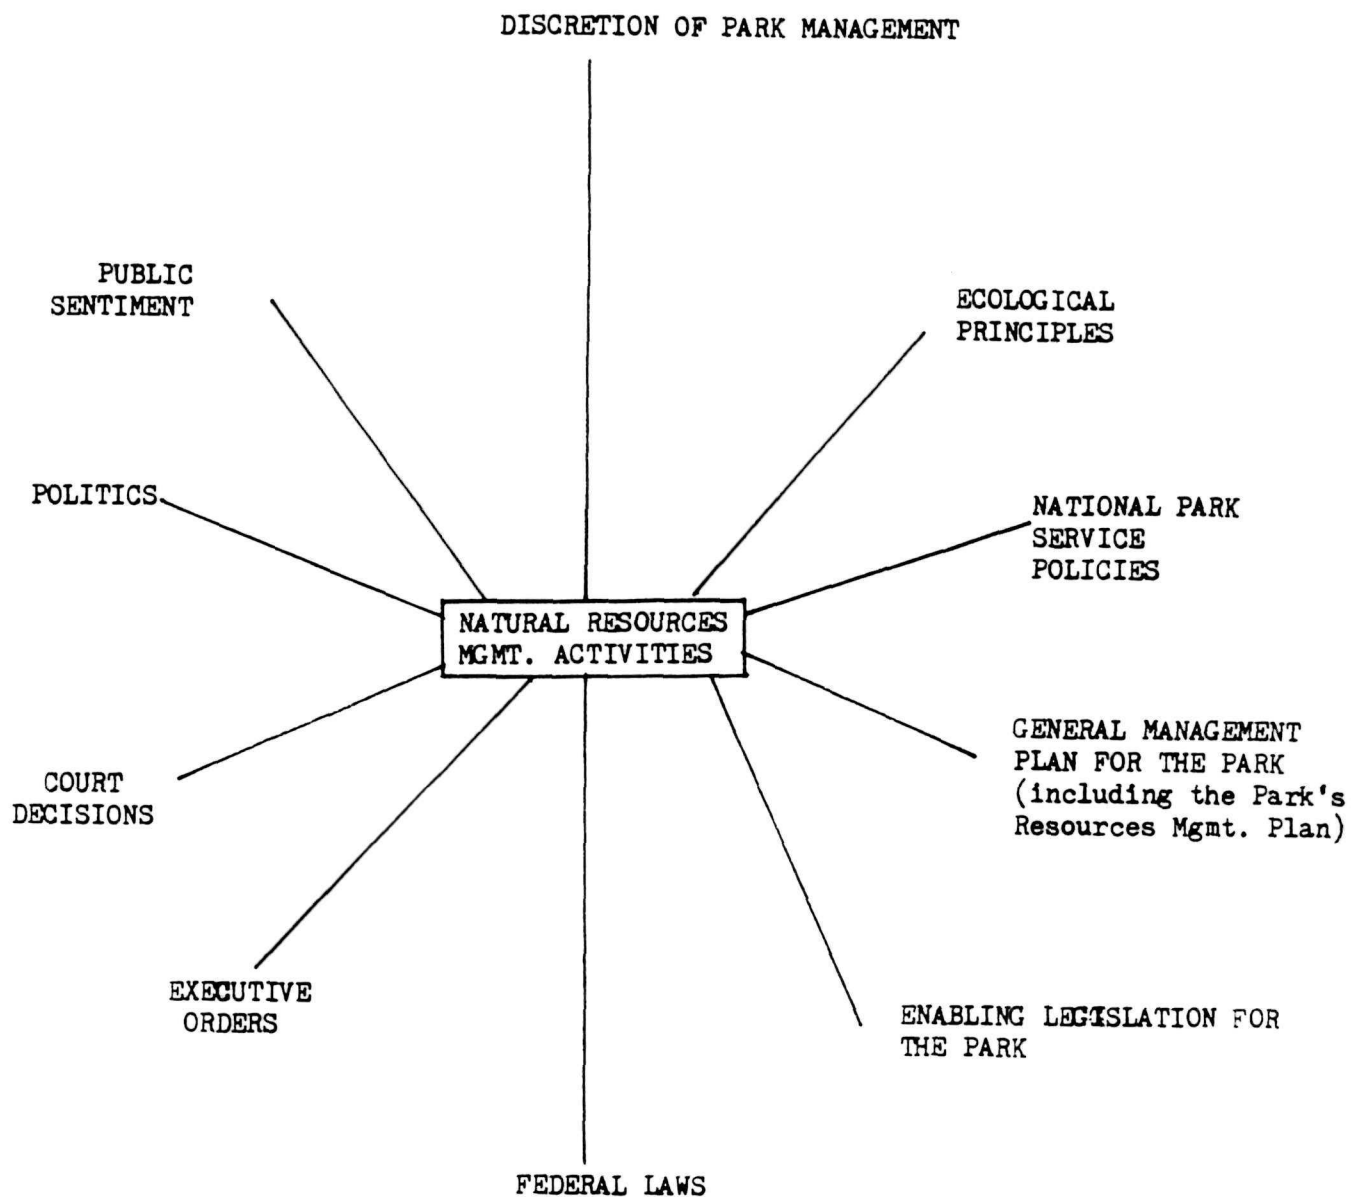 DISCRETION OF PARK MANAGEMENT
PUBLIC
SENTIMENT
ECOLOGICAL
PRINCIPLES
POLITICS
NATIONAL PARK
SERVICE
POLICIES
NATURAL RESOURCES
MGMT. ACTIVITIES
GENERAL MANAGEMENT
PLAN FOR THE PARK
(including the Park's
Resources Mgmt. Plan)
COURT
DECISIONS
EXECUTIVE
ORDERS
ENABLING LEGISLATION FOR
THE PARK
FEDERAL LAWS